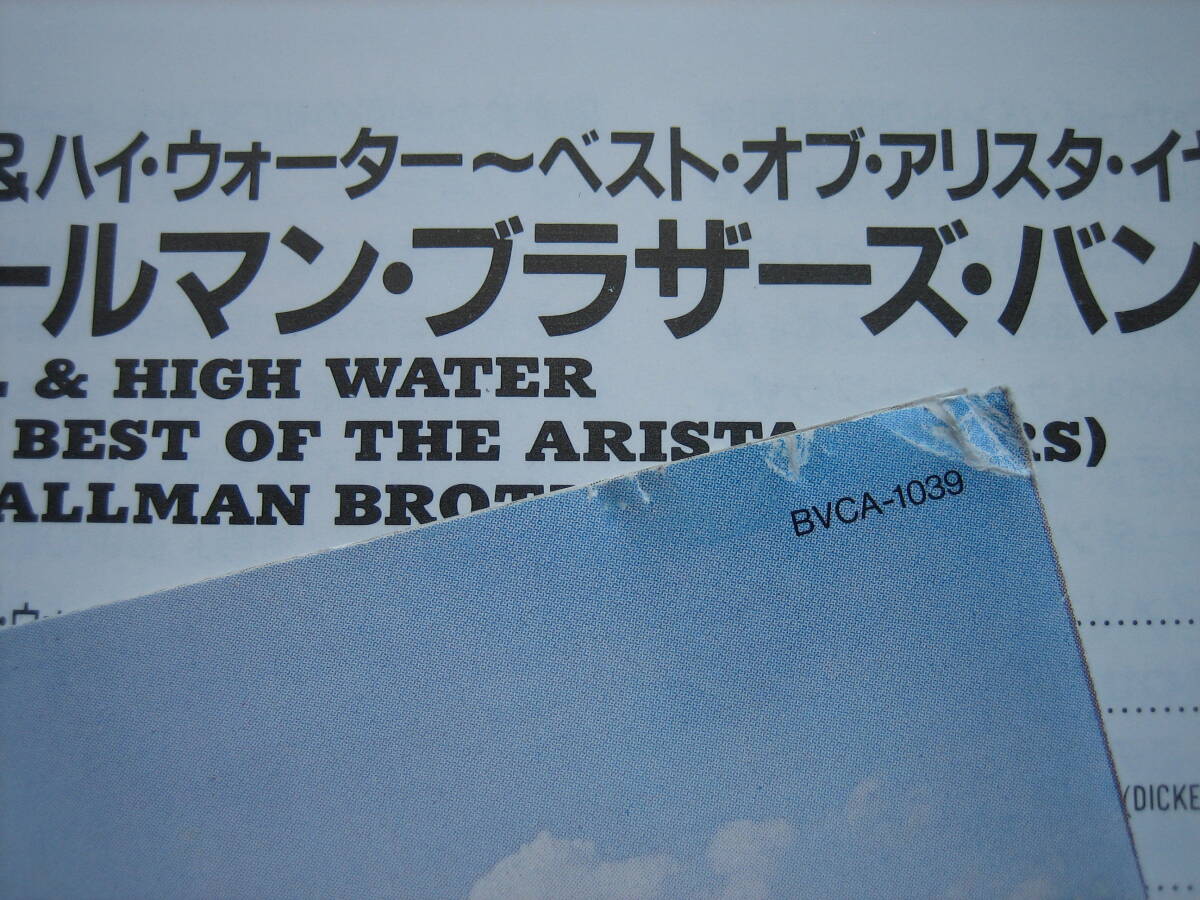 &ハイ・ウォーター～ベスト・オブ・アリスタ・イ
ールマン・ブラザーズ・バン
& HIGH WATER
BEST OF THE ARISTA RS)
ALLMAN BROT
BVCA-1039
(DICKE